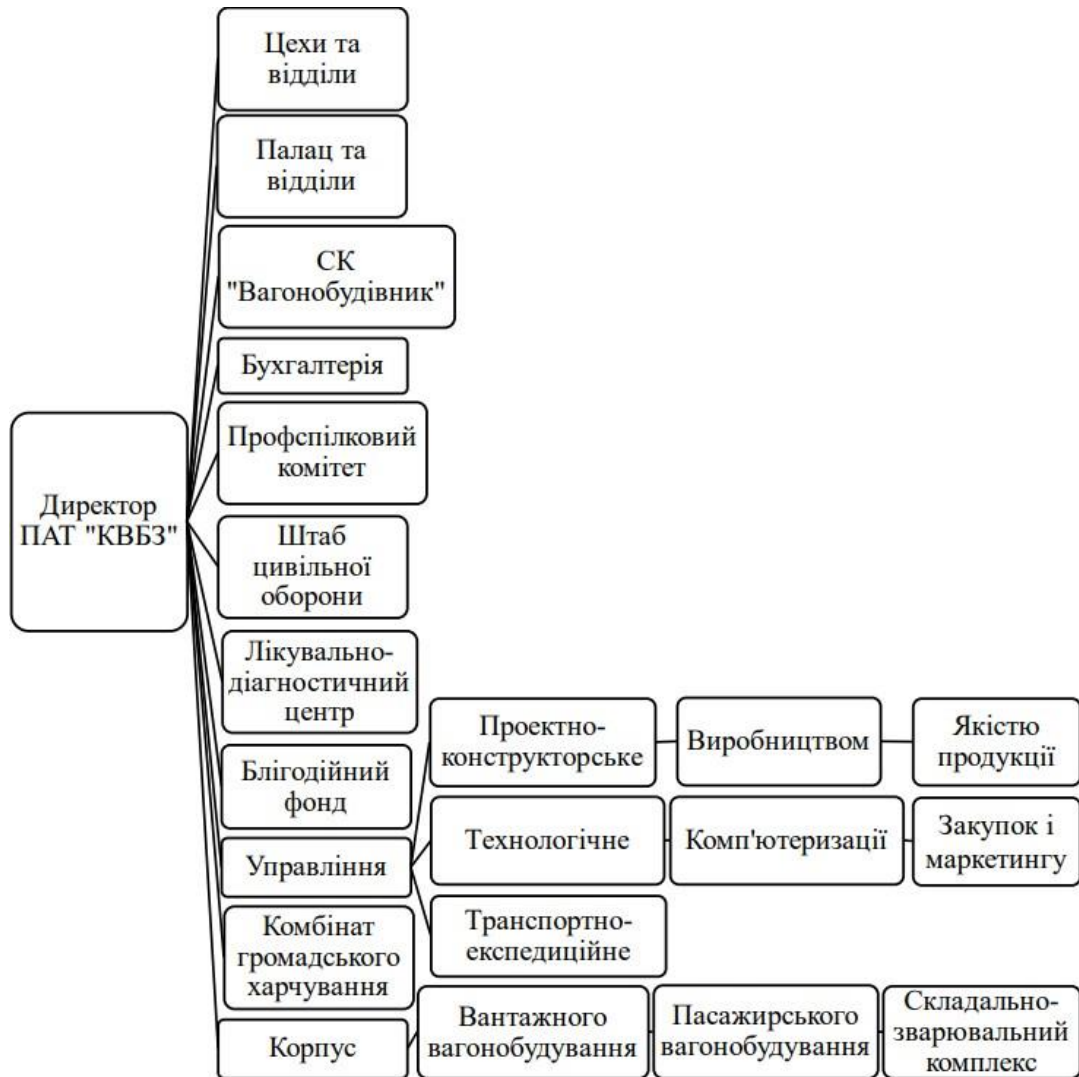 Цехи та
відділи
Палац та
відділи
СК
"Вагонобудівник"
Бухгалтерія
Профспілковий
комітет
Директор
ПАТ "КВБЗ"
Штаб
цивільної
оборони
Лікувально-
діагностичний
центр
Блігодійний
фонд
Управління
Проектно-
конструкторське
Виробництвом
Якістю
продукції
Технологічне
Комп'ютеризації
Закупок і
маркетингу
Транспортно-
експедиційне
Комбінат
громадського
харчування
Корпус
Вантажного
вагонобудування
Пасажирського
вагонобудування
Складально-
зварювальний
комплекс